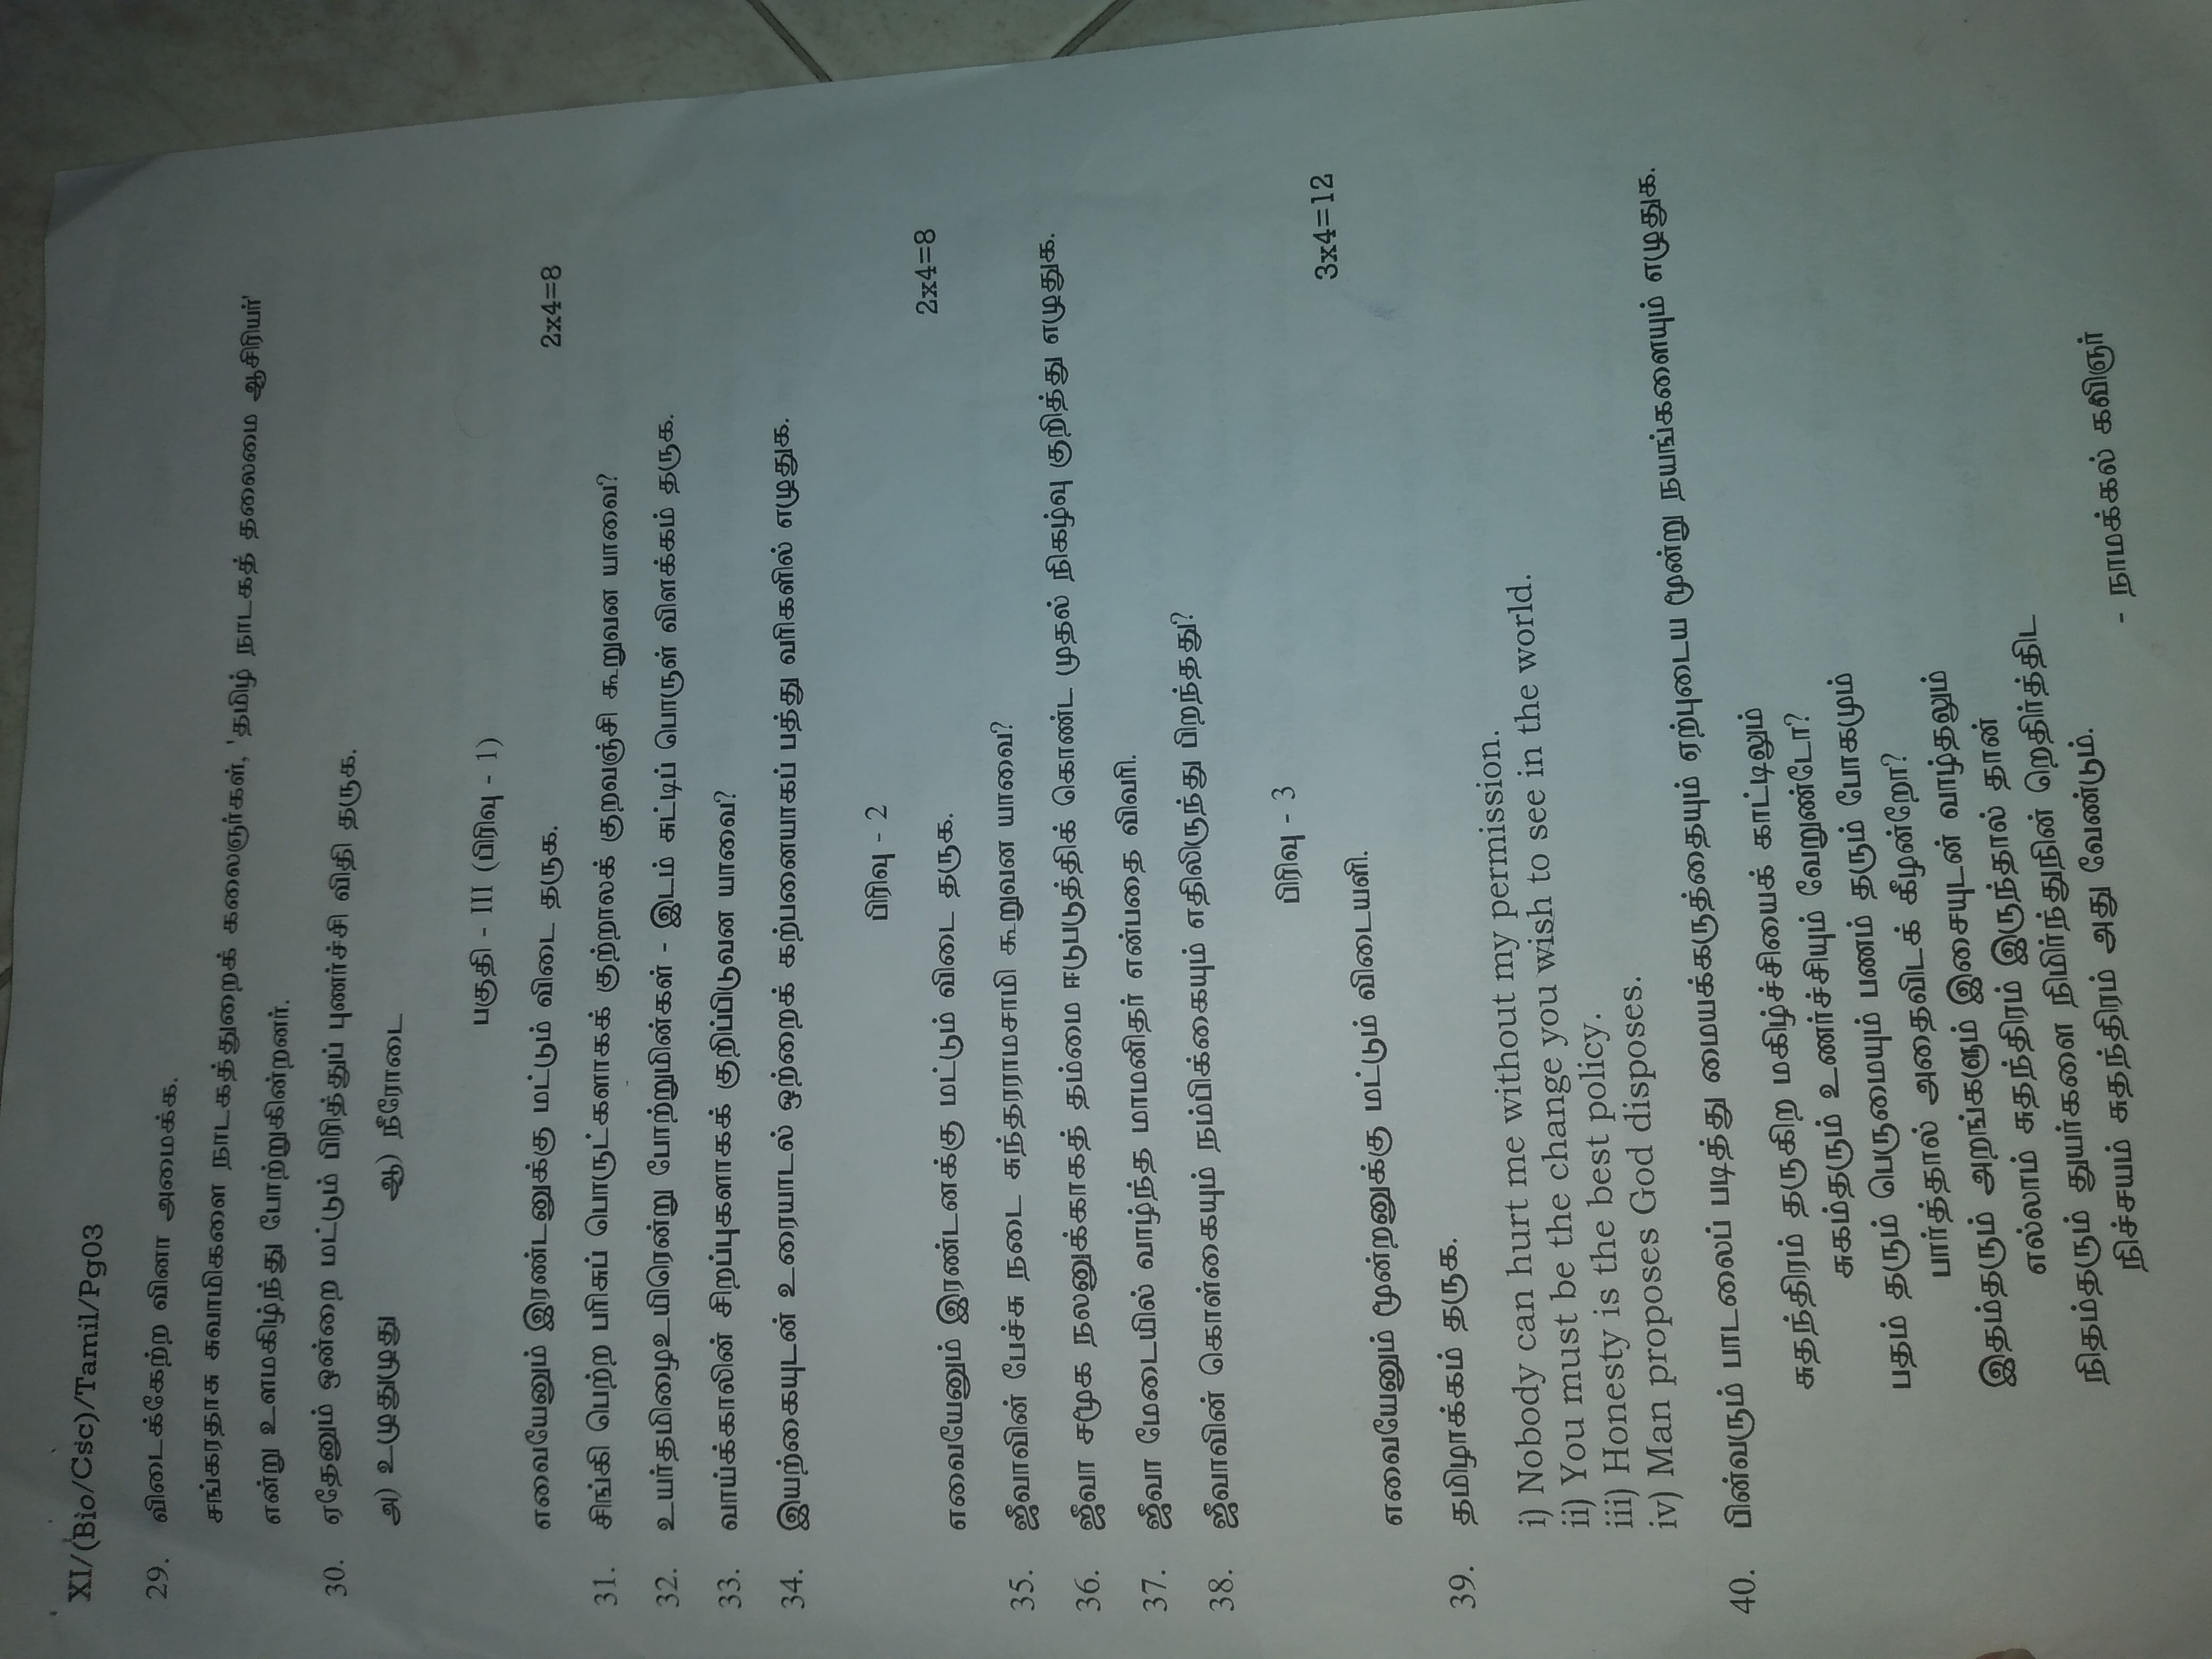 XI/(Bio/Csc)/Tamil/Pg03
29. விடைக்கேற்ற வினா அமைக்க.
சங்கரதாசு சுவாமிகளை நாடகத்துறைக் கலைஞர்கள், 'தமிழ் நாடகத் தலைமை ஆசிரியர்'
என்று உளமகிழ்ந்து போற்றுகின்றனர்.
30. ஏதேனும் ஒன்றை மட்டும் பிரித்துப் புணர்ச்சி விதி தருக.
அ) உழுதுழுது ஆ) நீரோடை
பகுதி - III (பிரிவு - 1)
எவையேனும் இரண்டனுக்கு மட்டும் விடை தருக. 2x4=8
31. சிங்கி பெற்ற பரிசுப் பொருட்களாகக் குற்றாலக் குறவஞ்சி கூறுவன யாவை?
32. உயர்தமிழைஉயிரென்று போற்றுமின்கள் - இடம் சுட்டிப் பொருள் விளக்கம் தருக.
33. வாய்க்காலின் சிறப்புகளாகக் குறிப்பிடுவன யாவை?
34. இயற்கையுடன் உரையாடல் ஒற்றைக் கற்பனையாகப் பத்து வரிகளில் எழுதுக.
பிரிவு - 2
எவையேனும் இரண்டனக்கு மட்டும் விடை தருக. 2x4=8
35. ஜீவாவின் பேச்சு நடை சுந்தரராமசாமி கூறுவன யாவை?
36. ஜீவா சமூக நலனுக்காகத் தம்மை ஈடுபடுத்திக் கொண்ட முதல் நிகழ்வு குறித்து எழுதுக.
37. ஜீவா மேடையில் வாழ்ந்த மாமனிதர் என்பதை விவரி.
38. ஜீவாவின் கொள்கையும் நம்பிக்கையும் எதிலிருந்து பிறந்தது?
பிரிவு - 3
எவையேனும் மூன்றனுக்கு மட்டும் விடையளி. 3x4=12
39. தமிழாக்கம் தருக.
i) Nobody can hurt me without my permission.
ii) You must be the change you wish to see in the world.
iii) Honesty is the best policy.
iv) Man proposes God disposes.
40. பின்வரும் பாடலைப் படித்து மையக்கருத்தையும் ஏற்புடைய மூன்று நயங்களையும் எழுதுக.
சுதந்திரம் தருகிற மகிழ்ச்சியைக் காட்டிலும்
சுகம்தரும் உணர்ச்சியும் வேறுண்டோ?
பதம் தரும் பெருமையும் பணம் தரும் போகமும்
பார்த்தால் அதைவிடக் கீழன்றோ?
இதம்தரும் அறங்களும் இசையுடன் வாழ்தலும்
எல்லாம் சுதந்திரம் இருந்தால் தான்
நிதம்தரும் துயர்களை நிமிர்ந்துநின் றெதிர்த்திட
நிச்சயம் சுதந்திரம் அது வேண்டும்.
- நாமக்கல் கவிஞர்